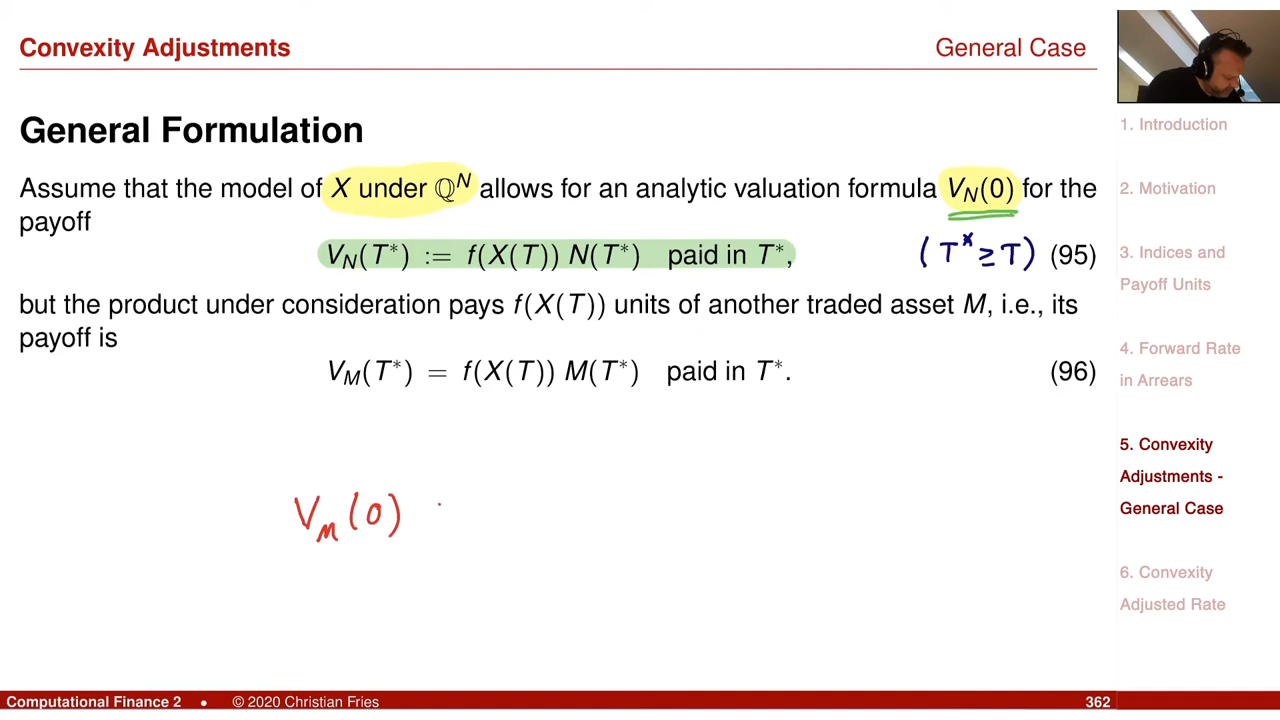 Convexity Adjustments
General Case
General Formulation
Assume that the model of X under ℚᴺ allows for an analytic valuation formula V_N(0) for the
payoff
V_N(T*) := f(X(T)) N(T*) paid in T*, (T* ≥ T) (95)
but the product under consideration pays f(X(T)) units of another traded asset M, i.e., its
payoff is
V_M(T*) = f(X(T)) M(T*) paid in T*. (96)
V_M(0)
1. Introduction
2. Motivation
3. Indices and
Payoff Units
4. Forward Rate
in Arrears
5. Convexity
Adjustments -
General Case
6. Convexity
Adjusted Rate
Computational Finance 2 • © 2020 Christian Fries 362